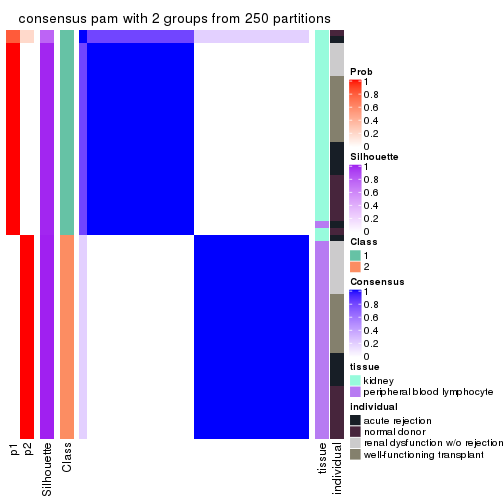 consensus pam with 2 groups from 250 partitions
Prob
1
0.8
0.6
0.4
0.2
0
Silhouette
1
0.8
0.6
0.4
0.2
0
Class
1
2
Consensus
1
0.8
0.6
0.4
0.2
0
tissue
kidney
peripheral blood lymphocyte
individual
acute rejection
normal donor
renal dysfunction w/o rejection
well-functioning transplant
p1
p2
Silhouette
Class
tissue
individual